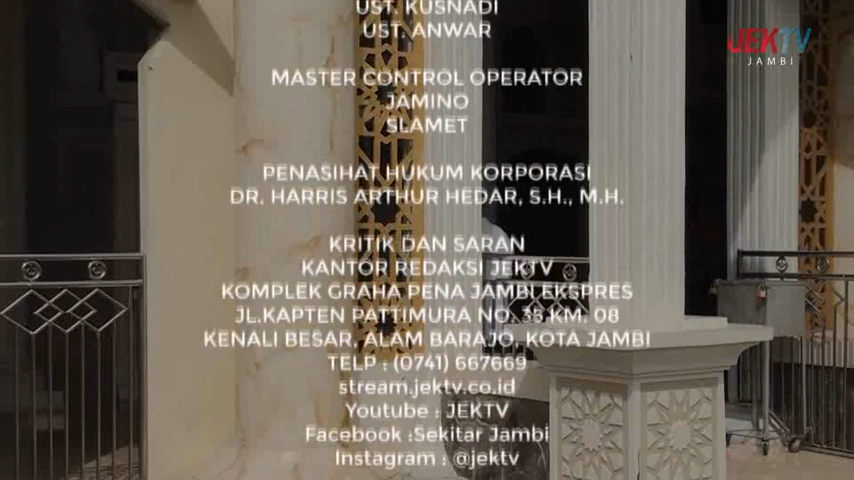 UST. KUSNADI
UST. ANWAR
JEKTV
JAMBI
MASTER CONTROL OPERATOR
JAMINO
SLAMET
PENASIHAT HUKUM KORPORASI
DR. HARRIS ARTHUR HEDAR, S.H., M.H.
KRITIK DAN SARAN
KANTOR REDAKSI JEKTV
KOMPLEK GRAHA PENA JAMBI EKSPRES
JL.KAPTEN PATTIMURA NO. 35 KM. 08
KENALI BESAR, ALAM BARAJO, KOTA JAMBI
TELP : (0741) 667669
stream.jektv.co.id
Youtube : JEKTV
Facebook :Sekitar Jambi
Instagram : @jektv